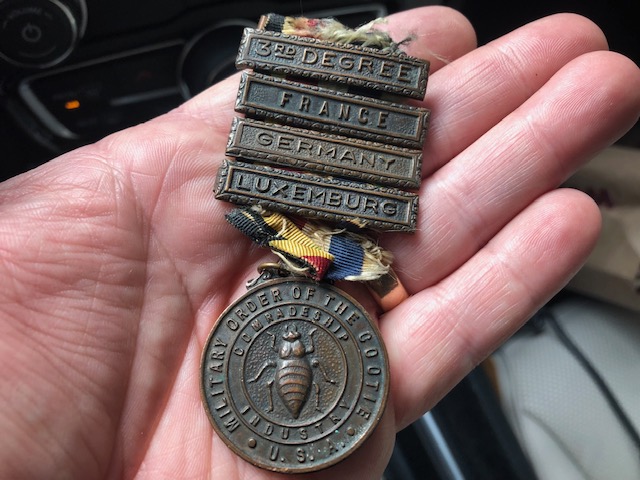 3RD DEGREE
FRANCE
GERMANY
LUXEMBURG
MILITARY ORDER OF THE COOTIE
COMRADESHIP
INDUSTRY
U. S. A.